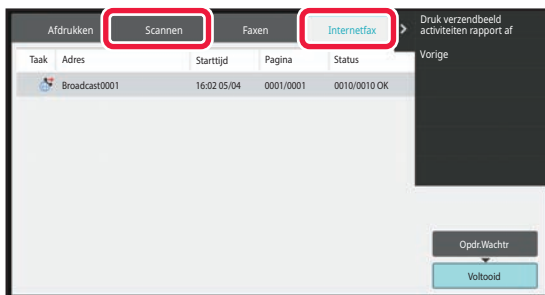 Afdrukken Scannen Faxen Internetfax
Taak Adres Starttijd Pagina Status
Broadcast0001 16:02 05/04 0001/0001 0010/0010 OK
Druk verzendbeeld
activiteiten rapport af
Vorige
Opdr.Wachtr
Voltooid